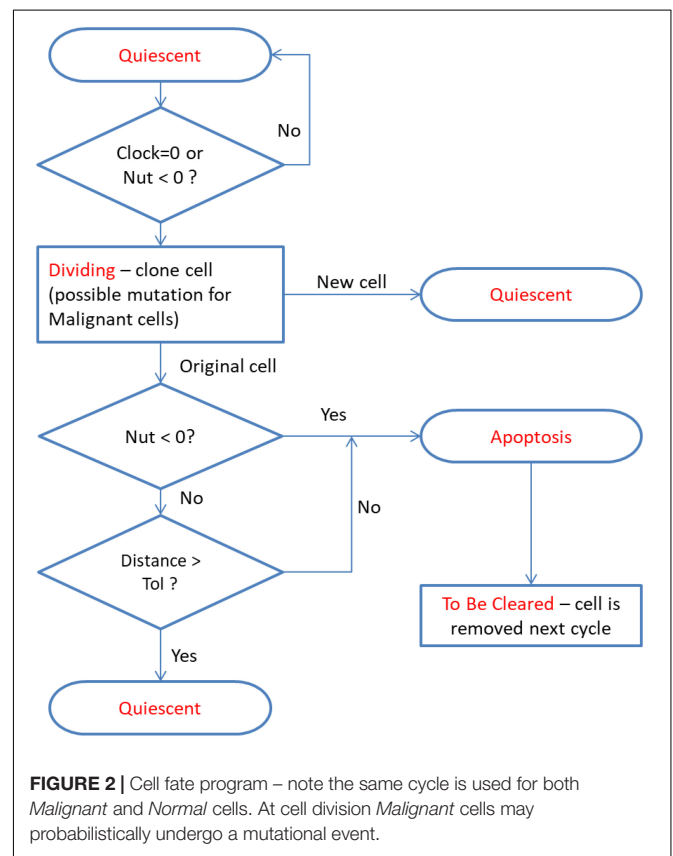 Quiescent
No
Clock=0 or
Nut < 0 ?
Dividing – clone cell
(possible mutation for
Malignant cells)
New cell
Quiescent
Original cell
Nut < 0?
Yes
Apoptosis
No
No
Distance >
Tol ?
To Be Cleared – cell is
removed next cycle
Yes
Quiescent
FIGURE 2 | Cell fate program – note the same cycle is used for both
Malignant and Normal cells. At cell division Malignant cells may
probabilistically undergo a mutational event.